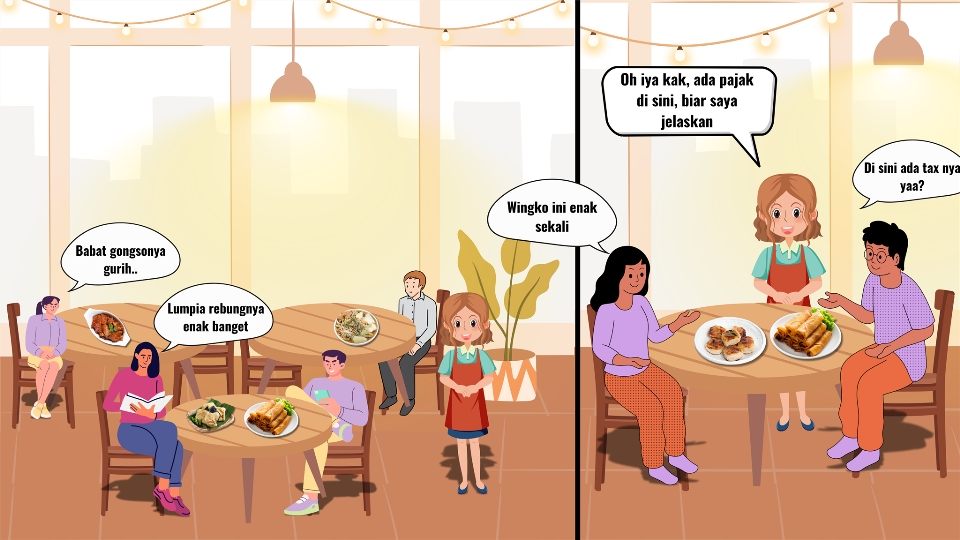 Babat gongsonya
gurih..
Lumpia rebungnya
enak banget
Wingko ini enak
sekali
Oh iya kak, ada pajak
di sini, biar saya
jelaskan
Di sini ada tax nya
yaa?